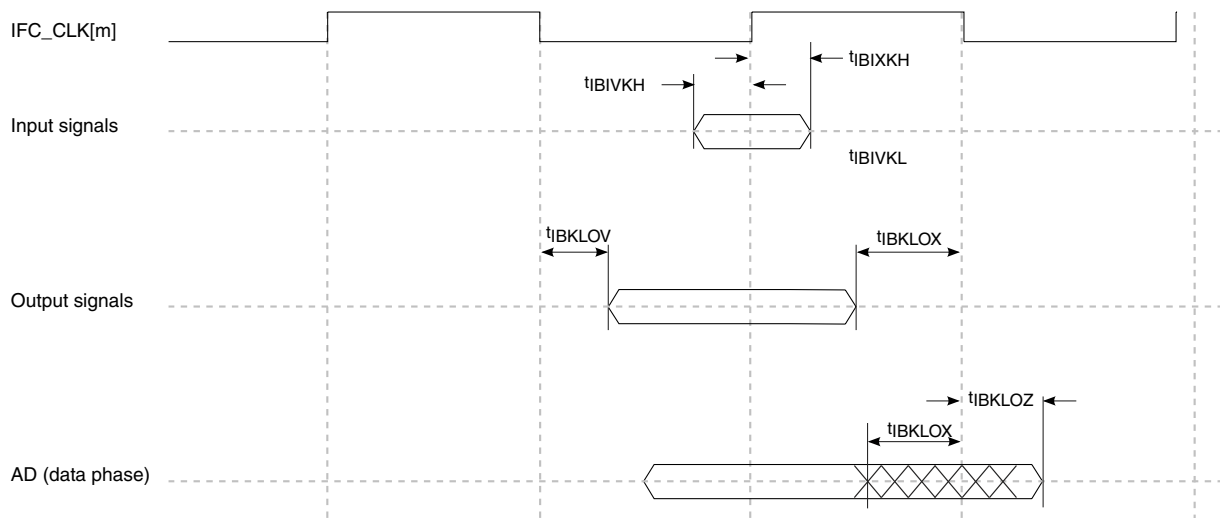 IFC_CLK[m]
tIBIXKH
tIBIVKH
Input signals
tIBIVKL
tIBKLOV
tIBKLOX
Output signals
tIBKLOZ
tIBKLOX
AD (data phase)